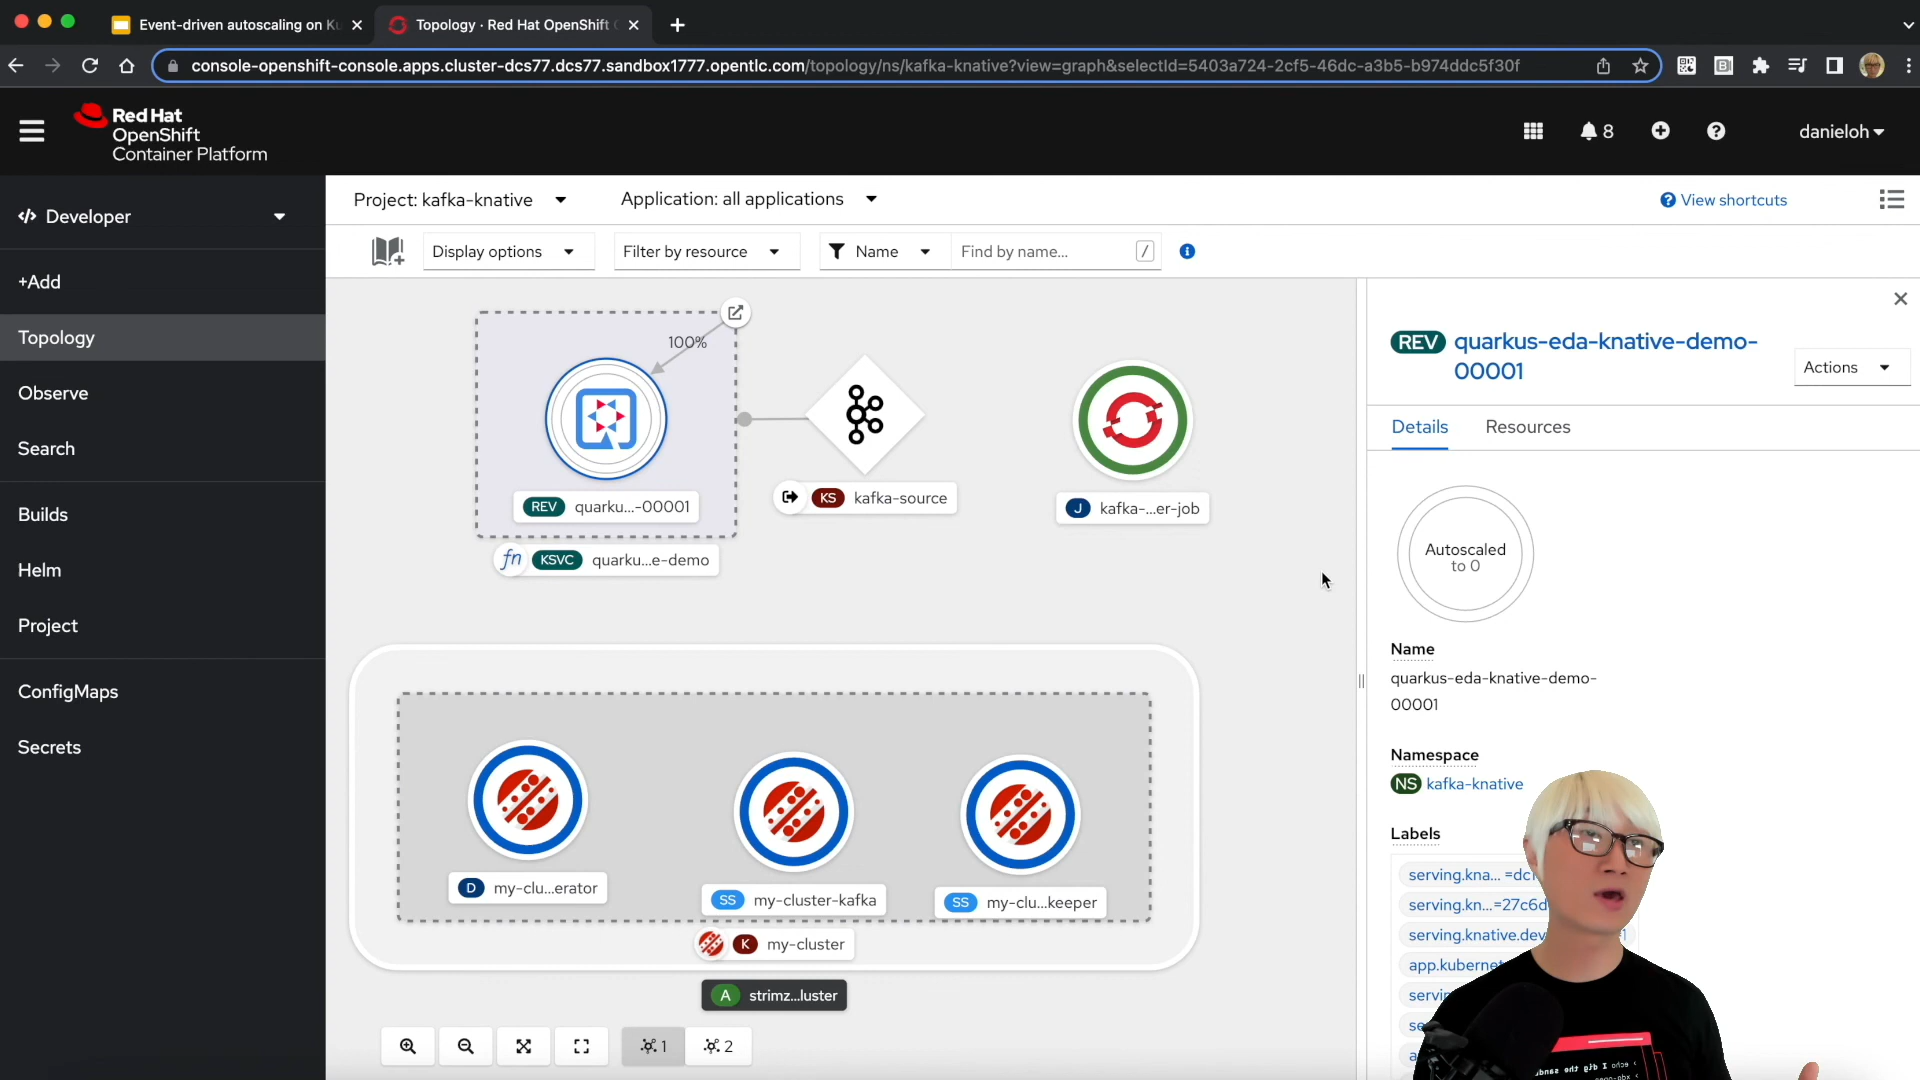 Event-driven autoscaling on Ku
Topology · Red Hat OpenShift C
console-openshift-console.apps.cluster-dcs77.dcs77.sandbox1777.opentlc.com/topology/ns/kafka-knative?view=graph&selectId=5403a724-2cf5-46dc-a3b5-b974ddc5f30f
Red Hat
OpenShift
Container Platform
8
danieloh
Developer
+Add
Topology
Observe
Search
Builds
Helm
Project
ConfigMaps
Secrets
Project: kafka-knative
Application: all applications
View shortcuts
Display options
Filter by resource
Name
Find by name...
/
100%
REV quarku...-00001
fn KSVC quarku...e-demo
KS kafka-source
J kafka-...er-job
D my-clu...erator
SS my-cluster-kafka
SS my-clu...keeper
K my-cluster
A strimz...luster
1
2
REV quarkus-eda-knative-demo-
00001
Actions
Details
Resources
Autoscaled
to 0
Name
quarkus-eda-knative-demo-
00001
Namespace
NS kafka-knative
Labels
serving.kna... =dc1
serving.kn...=27c6d
serving.knative.dev
app.kubernet
servin
se
a